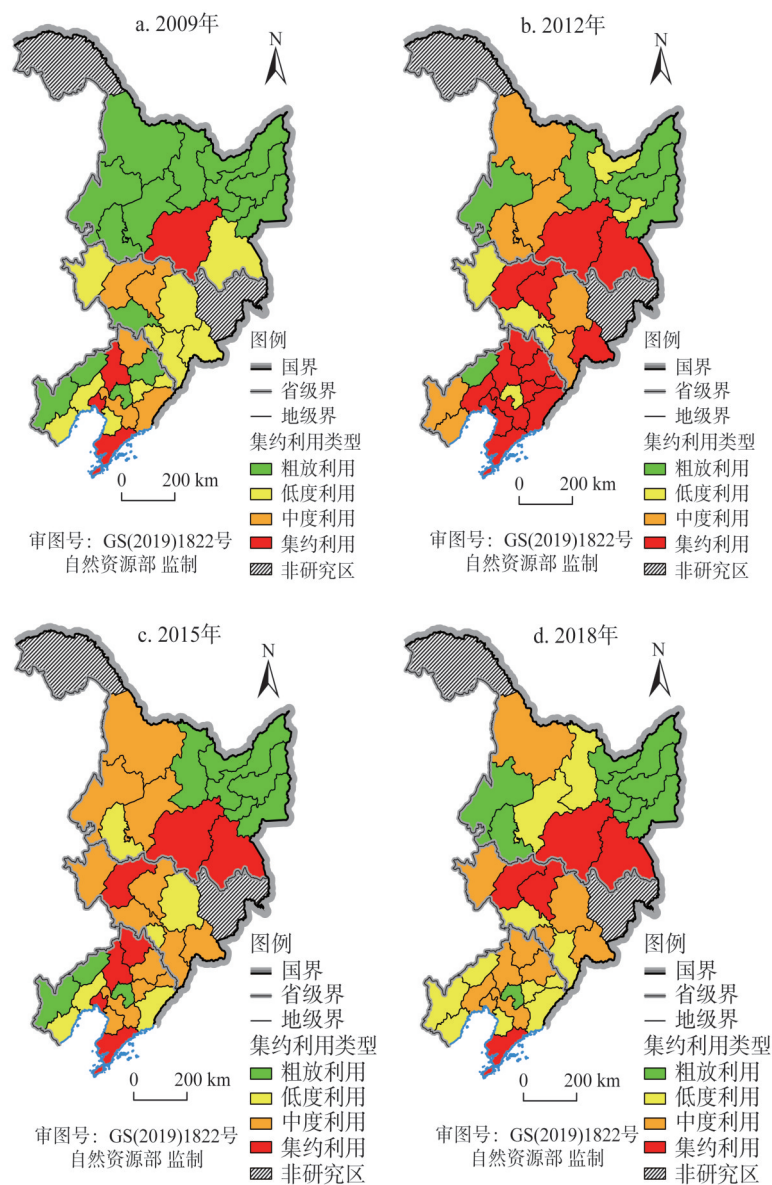 a. 2009年
N
图例
国界
省级界
地级界
集约利用类型
粗放利用
低度利用
中度利用
集约利用
非研究区
0 200 km
审图号：GS(2019)1822号
自然资源部 监制
b. 2012年
N
图例
国界
省级界
地级界
集约利用类型
粗放利用
低度利用
中度利用
集约利用
非研究区
0 200 km
审图号：GS(2019)1822号
自然资源部 监制
c. 2015年
N
图例
国界
省级界
地级界
集约利用类型
粗放利用
低度利用
中度利用
集约利用
非研究区
0 200 km
审图号：GS(2019)1822号
自然资源部 监制
d. 2018年
N
图例
国界
省级界
地级界
集约利用类型
粗放利用
低度利用
中度利用
集约利用
非研究区
0 200 km
审图号：GS(2019)1822号
自然资源部 监制